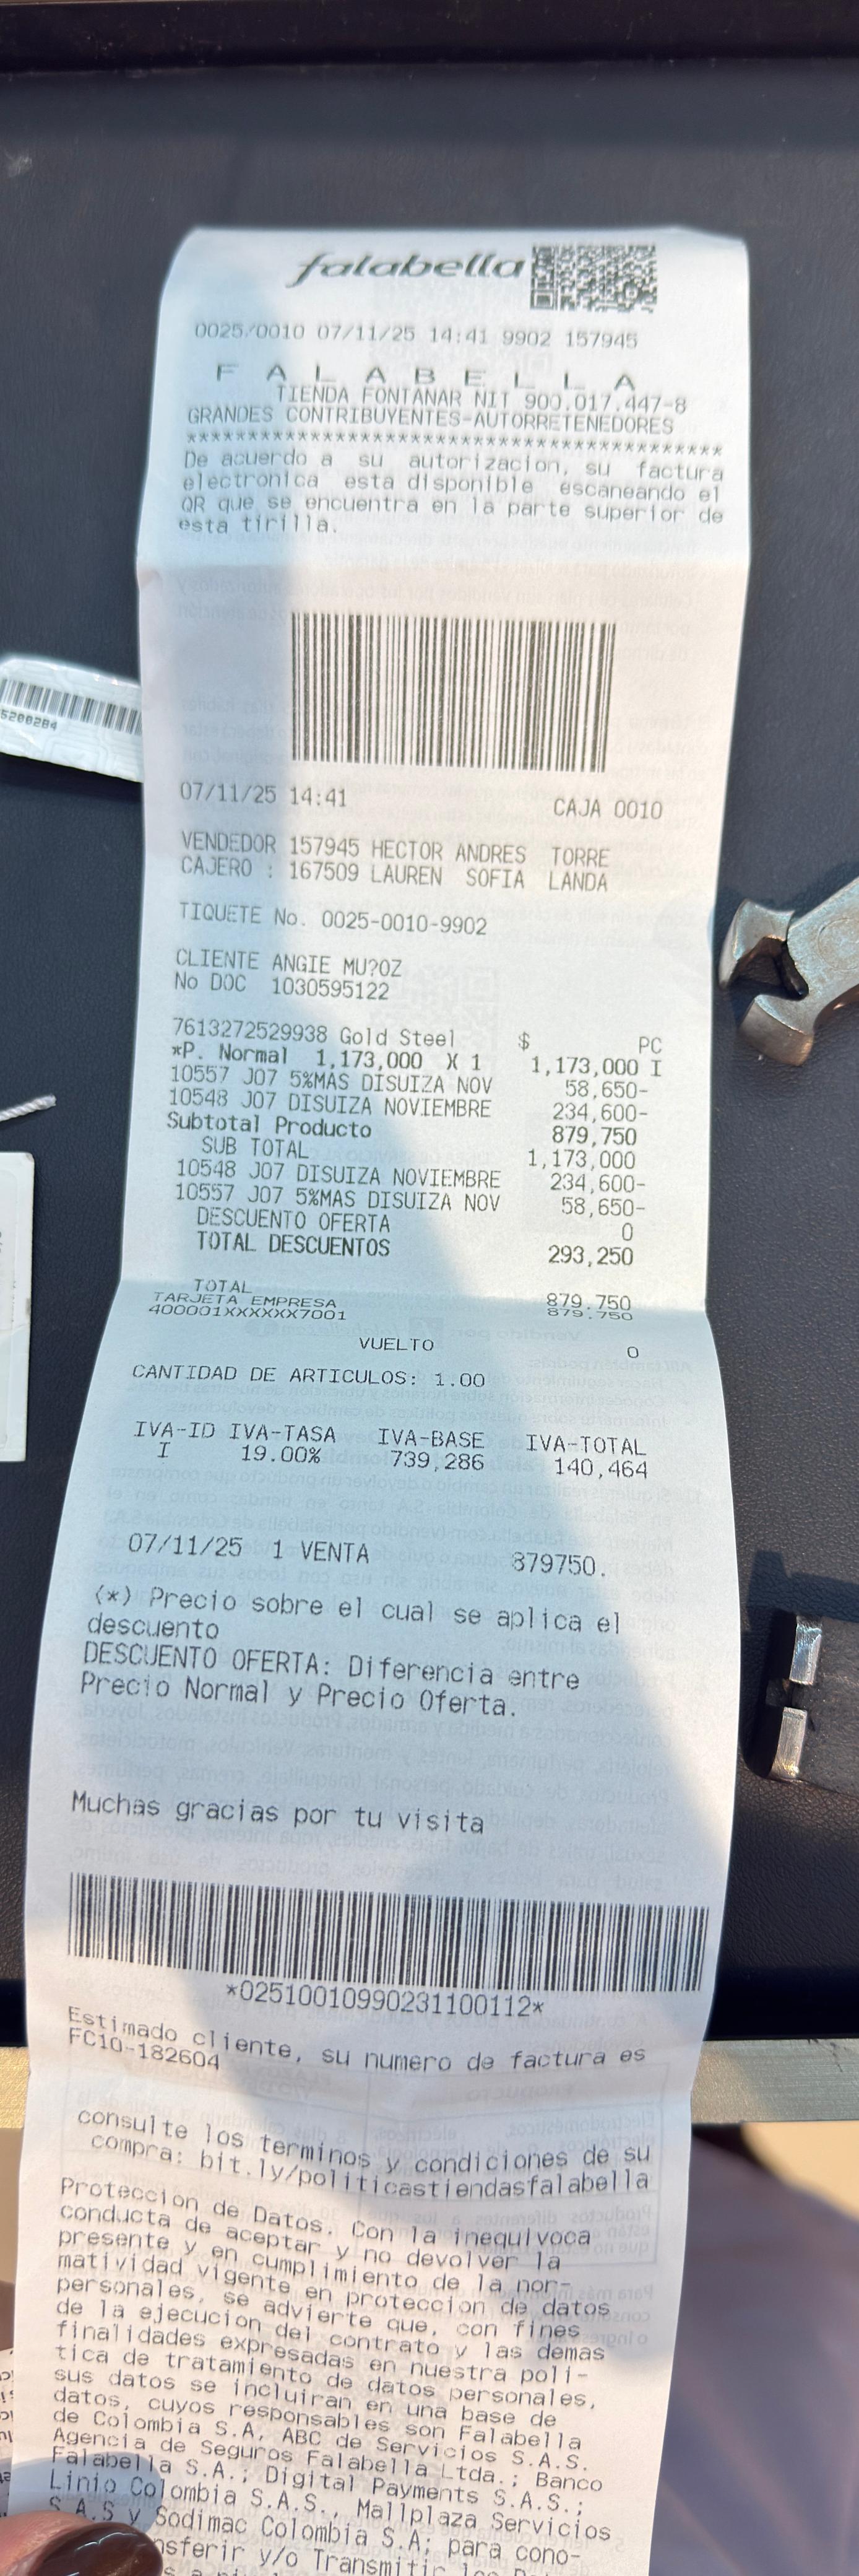 falabella
0025/0010 07/11/25 14:41 9902 157945
F A L A B E L L A
TIENDA FONTANAR NIT 900.017.447-8
GRANDES CONTRIBUYENTES-AUTORRETENEDORES
******************************************
De acuerdo a su autorizacion, su factura
electronica esta disponible escaneando el
QR que se encuentra en la parte superior de
esta tirilla.
5200204
07/11/25 14:41 CAJA 0010
VENDEDOR 157945 HECTOR ANDRES TORRE
CAJERO : 167509 LAUREN SOFIA LANDA
TIQUETE No. 0025-0010-9902
CLIENTE ANGIE MU?OZ
No DOC 1030595122
7613272529938 Gold Steel $ PC
*P. Normal 1,173,000 X 1 1,173,000 I
10557 J07 5%MAS DISUIZA NOV 58,650-
10548 J07 DISUIZA NOVIEMBRE 234,600-
Subtotal Producto 879,750
SUB TOTAL 1,173,000
10548 J07 DISUIZA NOVIEMBRE 234,600-
10557 J07 5%MAS DISUIZA NOV 58,650-
DESCUENTO OFERTA 0
TOTAL DESCUENTOS 293,250
TOTAL 879,750
TARJETA EMPRESA 879,750
400001XXXXXX7001
VUELTO 0
CANTIDAD DE ARTICULOS: 1.00
IVA-ID IVA-TASA IVA-BASE IVA-TOTAL
I 19.00% 739,286 140,464
07/11/25 1 VENTA 879750.
(*) Precio sobre el cual se aplica el
descuento
DESCUENTO OFERTA: Diferencia entre
Precio Normal y Precio Oferta.
Muchas gracias por tu visita
*02510010990231100112*
Estimado cliente, su numero de factura es
FC10-182604
consulte los terminos y condiciones de su
compra: bit.ly/politicastiendasfalabella
Proteccion de Datos. Con la inequivoca
conducta de aceptar y no devolver la
presente y en cumplimiento de la nor-
matividad vigente en proteccion de datos
personales, se advierte que, con fines
de la ejecucion del contrato y las demas
finalidades expresadas en nuestra poli-
tica de tratamiento de datos personales,
sus datos se incluiran en una base de
datos, cuyos responsables son Falabella
de Colombia S.A, ABC de Servicios S.A.S.
Agencia de Seguros Falabella Ltda.; Banco
Falabella S.A.; Digital Payments S.A.S.;
Linio Colombia S.A.S., Mallplaza Servicios
S.A.S y Sodimac Colombia S.A; para cono-
y/o Transmitir los